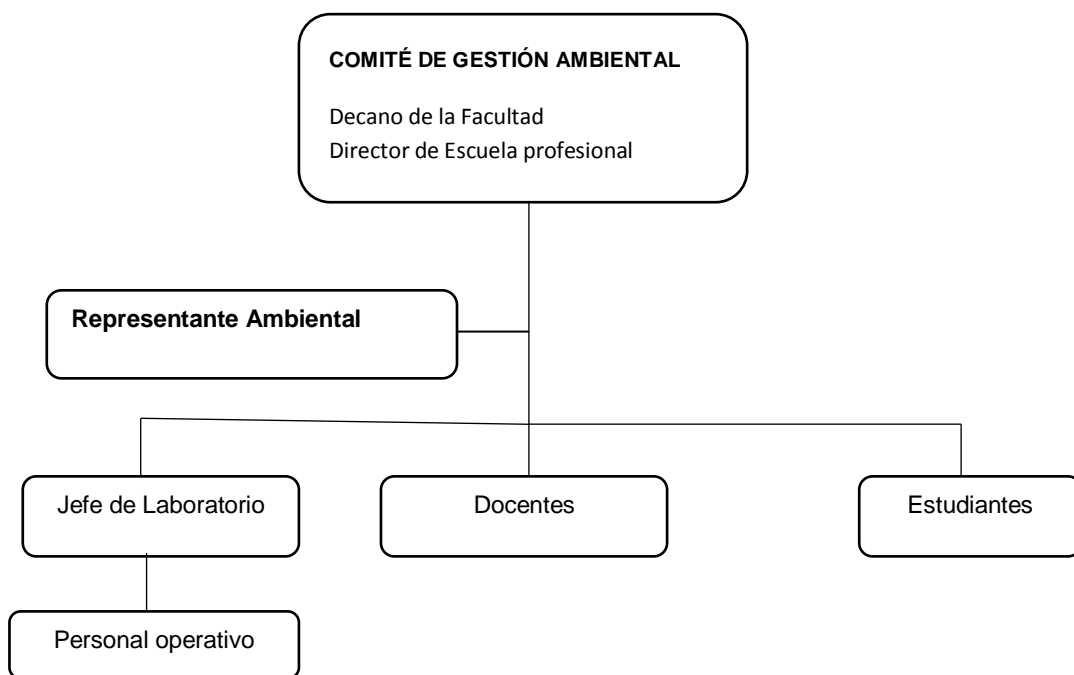 COMITÉ DE GESTIÓN AMBIENTAL
Decano de la Facultad
Director de Escuela profesional
Representante Ambiental
Jefe de Laboratorio
Docentes
Estudiantes
Personal operativo